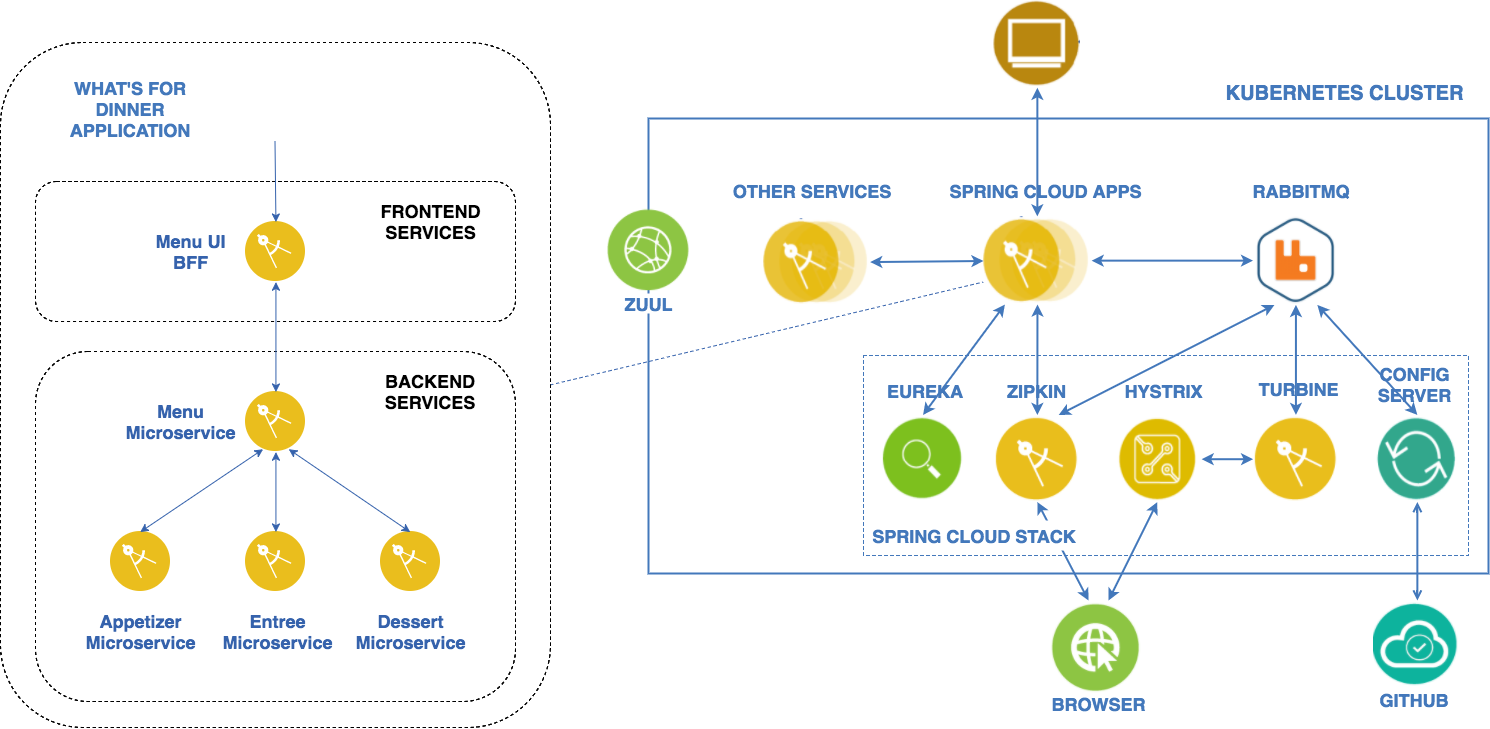 WHAT'S FOR
DINNER
APPLICATION
FRONTEND
SERVICES
Menu UI
BFF
BACKEND
SERVICES
Menu
Microservice
Appetizer
Microservice
Entree
Microservice
Dessert
Microservice
KUBERNETES CLUSTER
OTHER SERVICES
SPRING CLOUD APPS
RABBITMQ
ZUUL
EUREKA
ZIPKIN
HYSTRIX
TURBINE
CONFIG
SERVER
SPRING CLOUD STACK
BROWSER
GITHUB